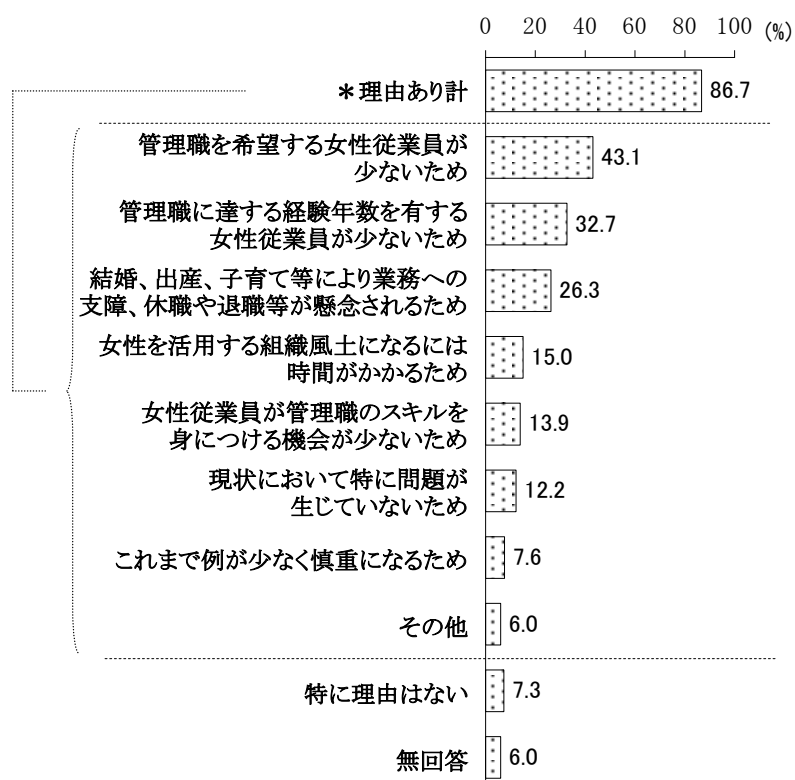 0 20 40 60 80 100 (%)
＊理由あり計 86.7
管理職を希望する女性従業員が
少ないため 43.1
管理職に達する経験年数を有する
女性従業員が少ないため 32.7
結婚、出産、子育て等により業務への
支障、休職や退職等が懸念されるため 26.3
女性を活用する組織風土になるには
時間がかかるため 15.0
女性従業員が管理職のスキルを
身につける機会が少ないため 13.9
現状において特に問題が
生じていないため 12.2
これまで例が少なく慎重になるため 7.6
その他 6.0
特に理由はない 7.3
無回答 6.0